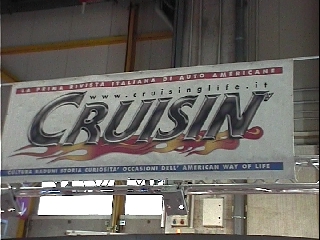 LA PRIMA RIVISTA ITALIANA DI AUTO AMERICANE
www.cruisinglife.it
CRUISIN'
CULTURA RADUNI STORIA CURIOSITA' OCCASIONI DELL' AMERICAN WAY OF LIFE